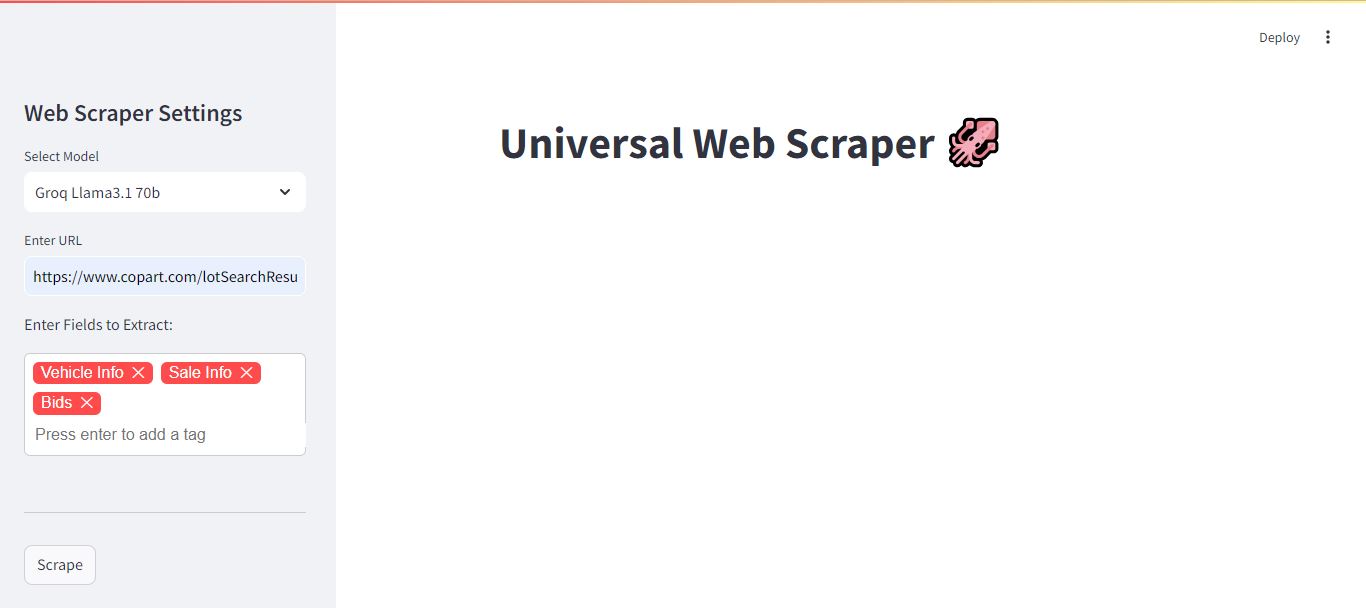 Deploy
Web Scraper Settings
Select Model
Groq Llama3.1 70b
Enter URL
https://www.copart.com/lotSearchResu
Enter Fields to Extract:
Vehicle Info Sale Info
Bids
Press enter to add a tag
Scrape
Universal Web Scraper